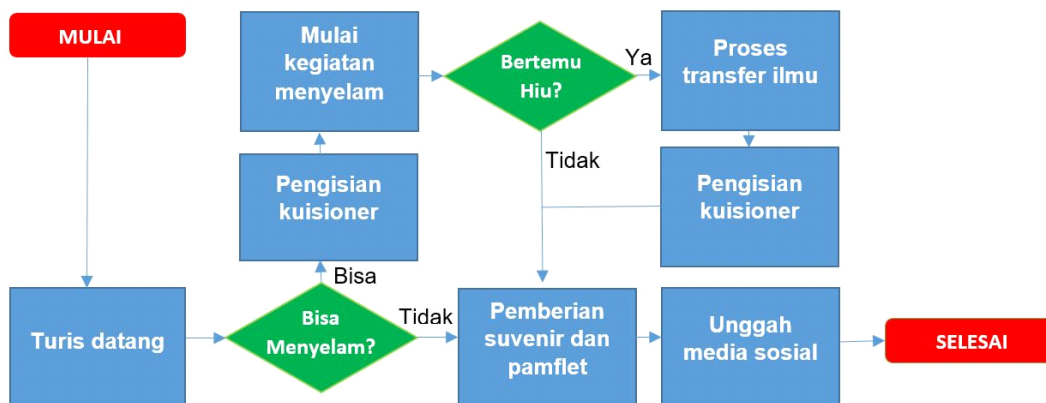 MULAI
Turis datang
Bisa
Menyelam?
Bisa
Pengisian
kuisioner
Mulai
kegiatan
menyelam
Bertemu
Hiu?
Ya
Proses
transfer ilmu
Pengisian
kuisioner
Tidak
Tidak
Pemberian
suvenir dan
pamflet
Unggah
media sosial
SELESAI